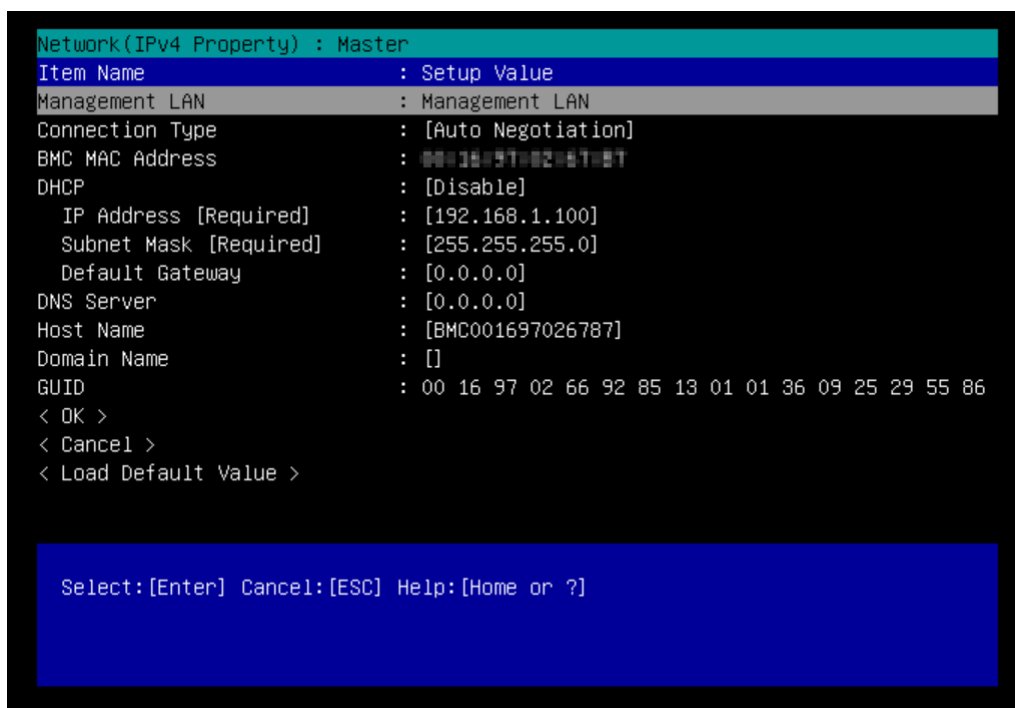 Network(IPv4 Property) : Master
Item Name : Setup Value
Management LAN : Management LAN
Connection Type : [Auto Negotiation]
BMC MAC Address :
DHCP : [Disable]
IP Address [Required] : [192.168.1.100]
Subnet Mask [Required] : [255.255.255.0]
Default Gateway : [0.0.0.0]
DNS Server : [0.0.0.0]
Host Name : [BMC001697026787]
Domain Name : []
GUID : 00 16 97 02 66 92 85 13 01 01 36 09 25 29 55 86
< OK >
< Cancel >
< Load Default Value >
Select:[Enter] Cancel:[ESC] Help:[Home or ?]